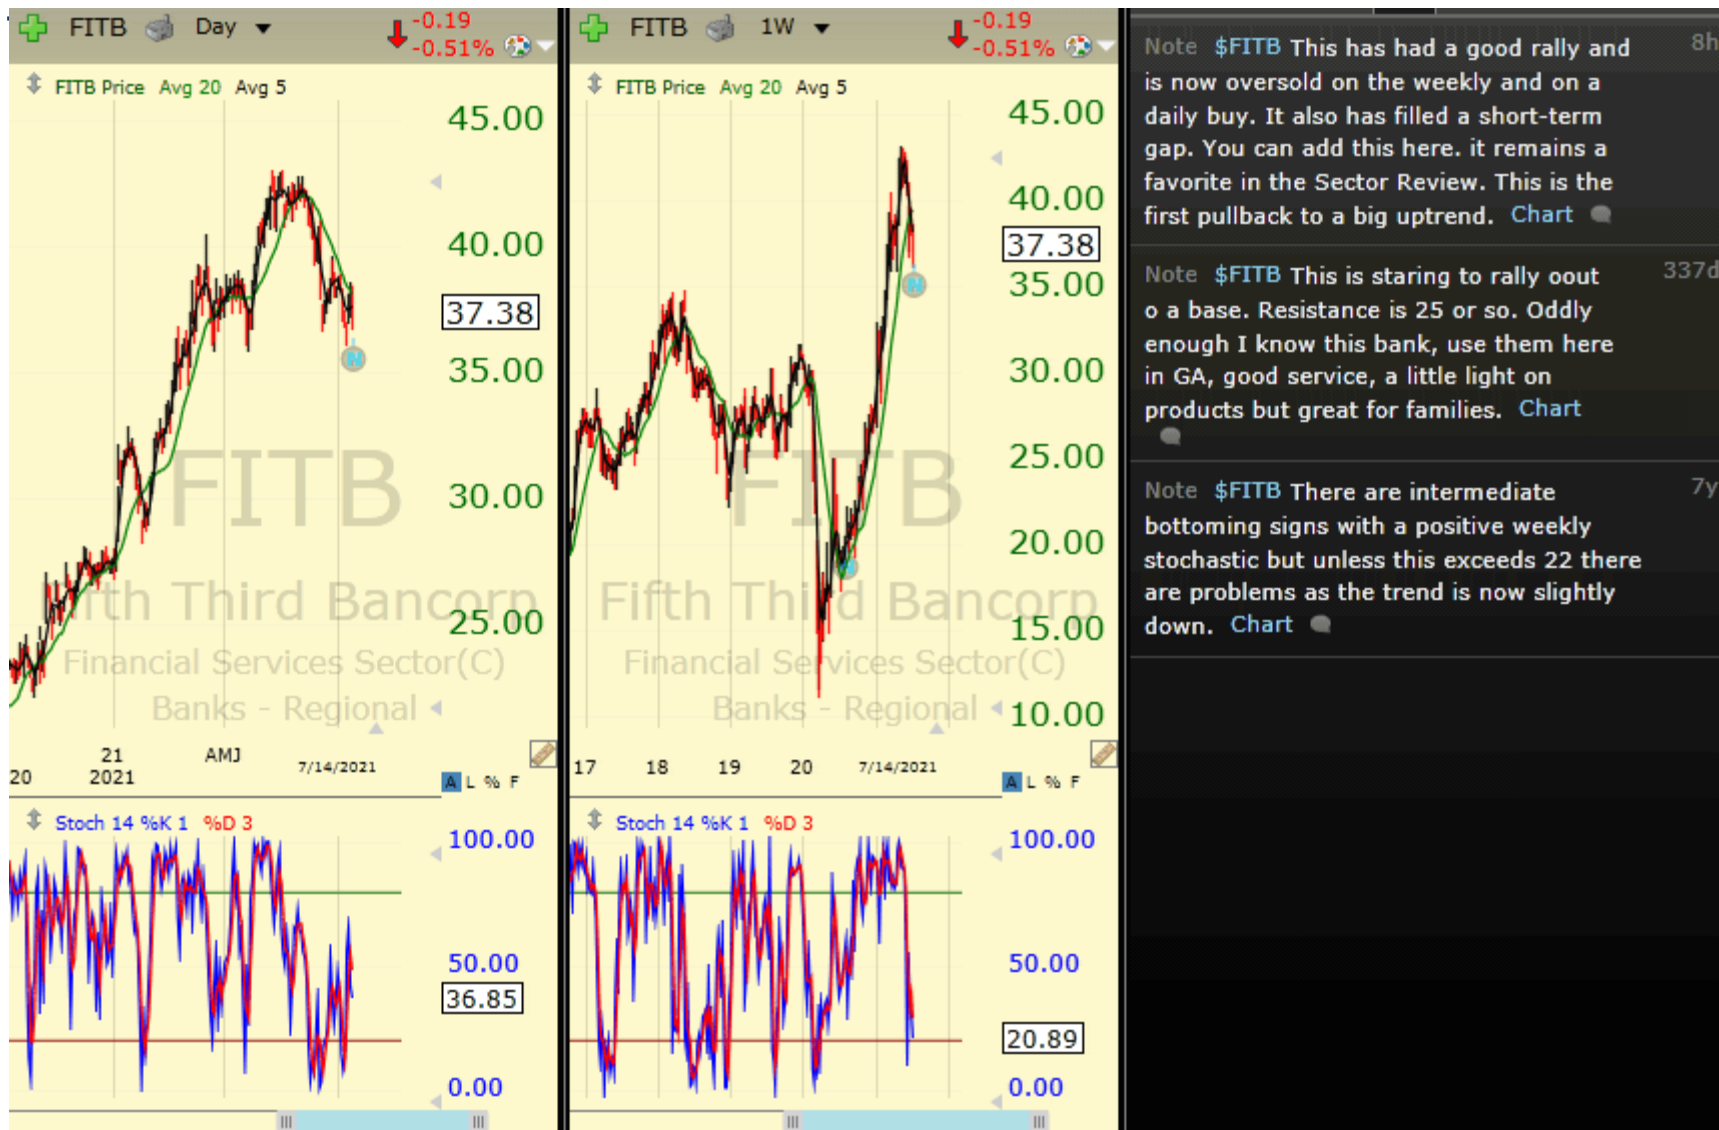 FITB Day -0.19
-0.51%
FITB Price Avg 20 Avg 5
45.00
40.00
37.38
35.00
N
30.00
25.00
FITB
Fifth Third Bancorp
Financial Services Sector(C)
Banks - Regional
20 21 2021 AMJ 7/14/2021
A L % F
Stoch 14 %K 1 %D 3
100.00
50.00
36.85
0.00
FITB 1W -0.19
-0.51%
FITB Price Avg 20 Avg 5
45.00
40.00
37.38
35.00
N
30.00
25.00
20.00
N
15.00
10.00
FITB
Fifth Third Bancorp
Financial Services Sector(C)
Banks - Regional
17 18 19 20 7/14/2021
A L % F
Stoch 14 %K 1 %D 3
100.00
50.00
20.89
0.00
Note $FITB This has had a good rally and 8h
is now oversold on the weekly and on a
daily buy. It also has filled a short-term
gap. You can add this here. it remains a
favorite in the Sector Review. This is the
first pullback to a big uptrend. Chart
Note $FITB This is staring to rally oout 337d
o a base. Resistance is 25 or so. Oddly
enough I know this bank, use them here
in GA, good service, a little light on
products but great for families. Chart
Note $FITB There are intermediate 7y
bottoming signs with a positive weekly
stochastic but unless this exceeds 22 there
are problems as the trend is now slightly
down. Chart